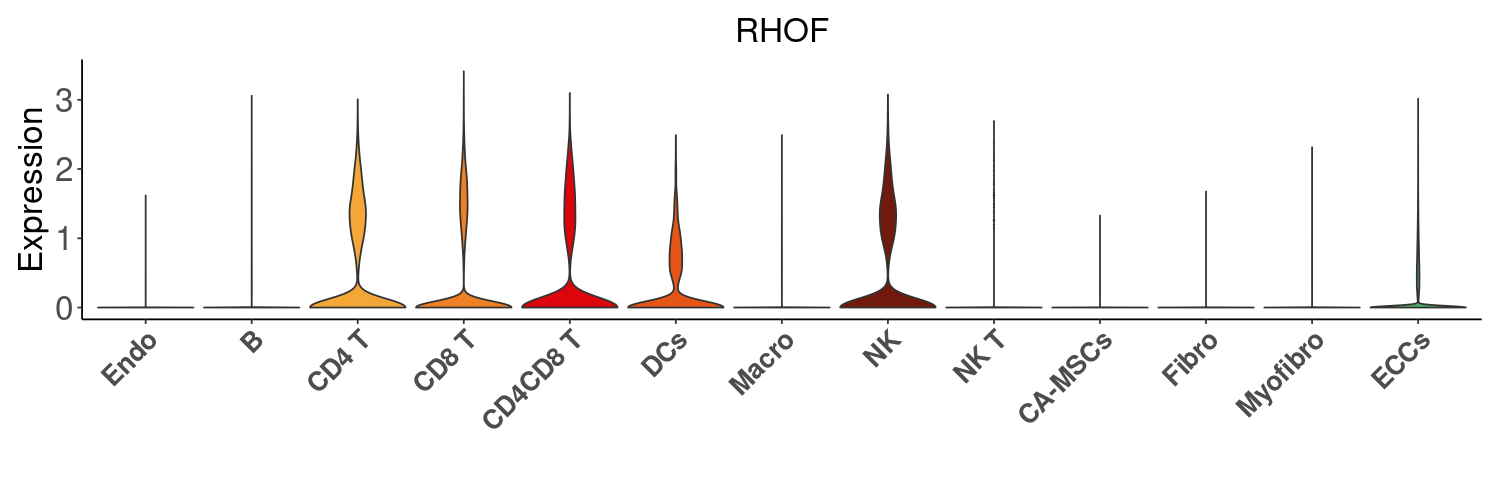 RHOF
Expression
3
2
1
0
Endo
B
CD4 T
CD8 T
CD4CD8 T
DCs
Macro
NK
NK T
CA-MSCs
Fibro
Myofibro
ECCs